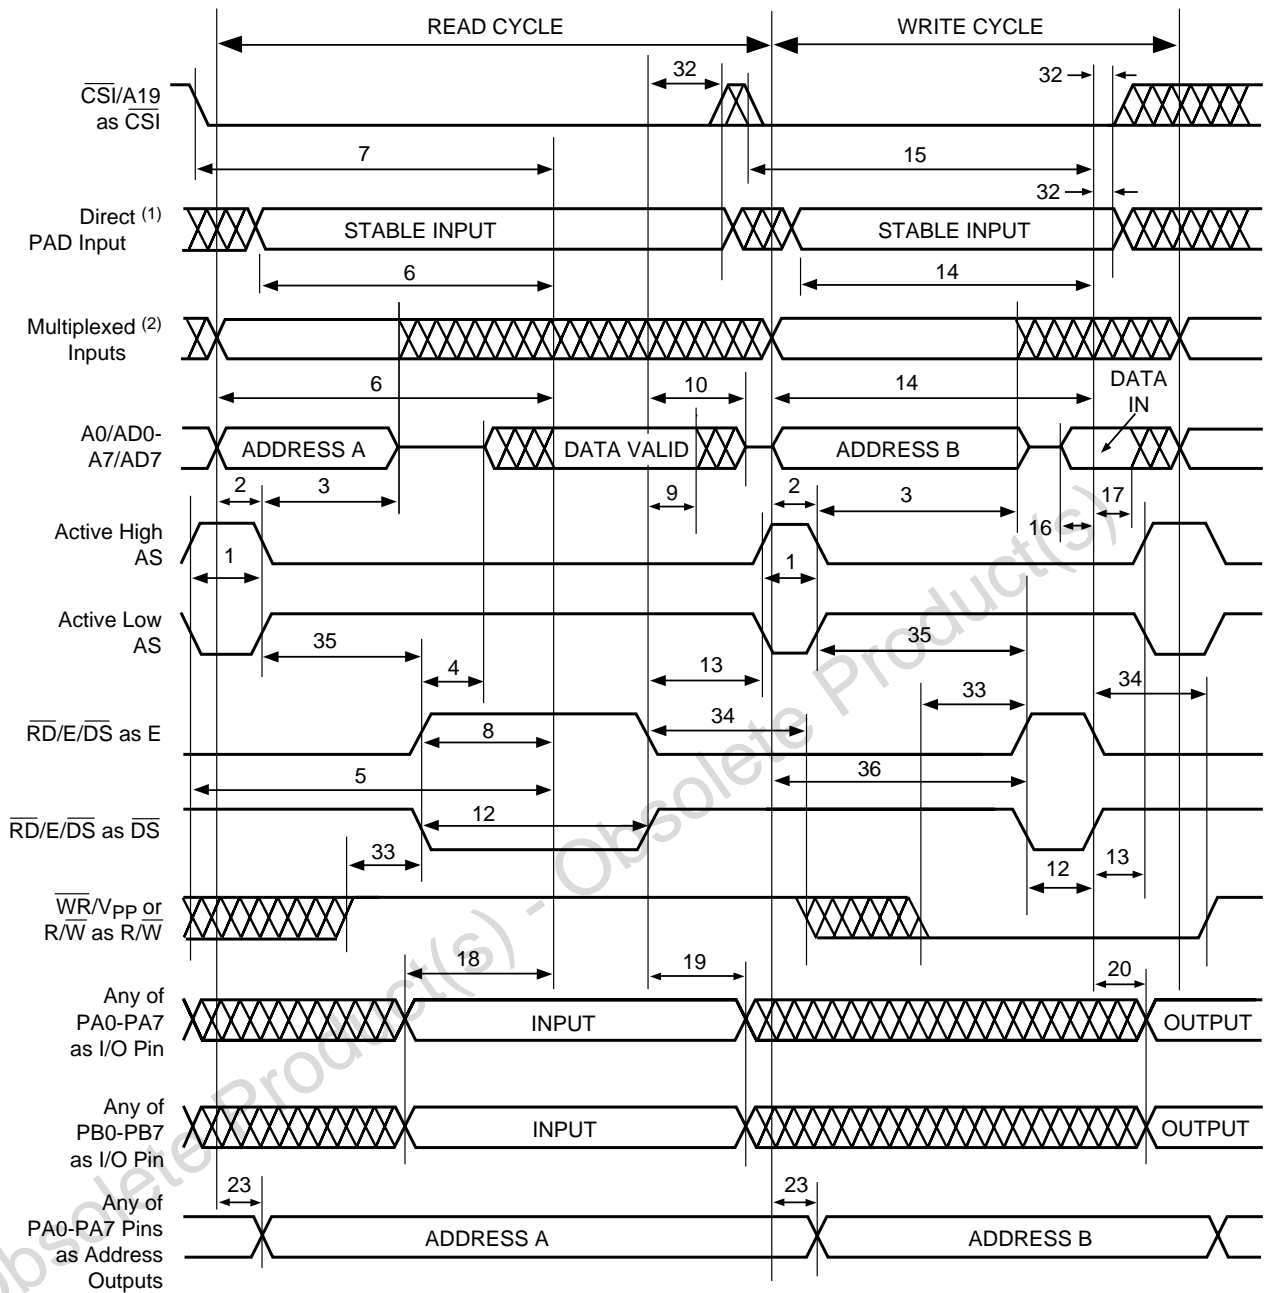 READ CYCLE WRITE CYCLE
32 32
CSI/A19
as CSI
7 15
32
Direct (1)
PAD Input
STABLE INPUT STABLE INPUT
6 14
Multiplexed (2)
Inputs
6 10 14 DATA
IN
A0/AD0-
A7/AD7
ADDRESS A DATA VALID ADDRESS B
2 3 9 2 3 16 17
Active High
AS
1 1
Active Low
AS
35 4 13 35
33 34
RD/E/DS as E
8 34
5 36
RD/E/DS as DS
12
33 12 13
WR/VPP or
R/W as R/W
18 19 20
Any of
PA0-PA7
as I/O Pin
INPUT OUTPUT
Any of
PB0-PB7
as I/O Pin
INPUT OUTPUT
23 23
Any of
PA0-PA7 Pins
as Address
Outputs
ADDRESS A ADDRESS B
Obsolete Product(s) - Obsolete Product(s)